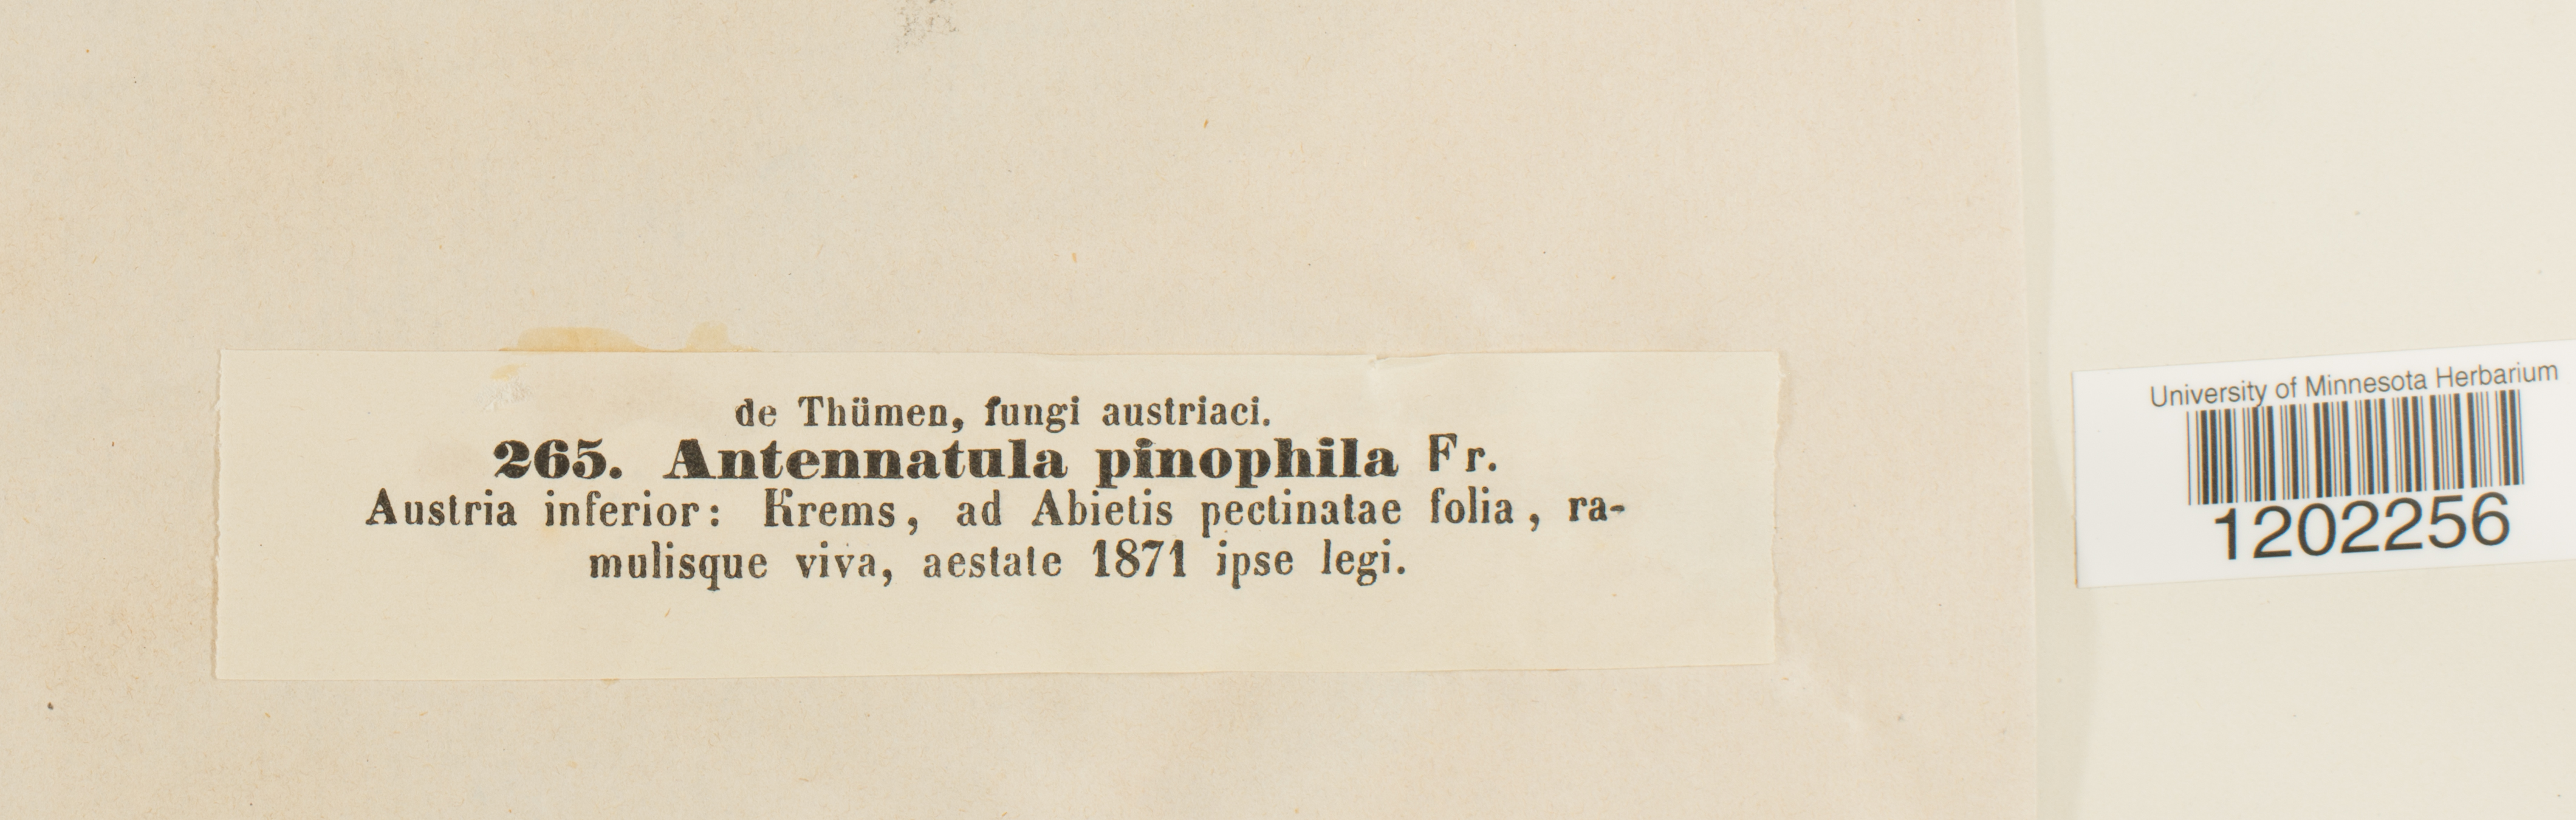 de Thümen, fungi austriaci.
265. Antennatula pinophila Fr.
Austria inferior: Krems, ad Abietis pectinatae folia, ra-
mulisque viva, aestate 1871 ipse legi.
University of Minnesota Herbarium
1202256